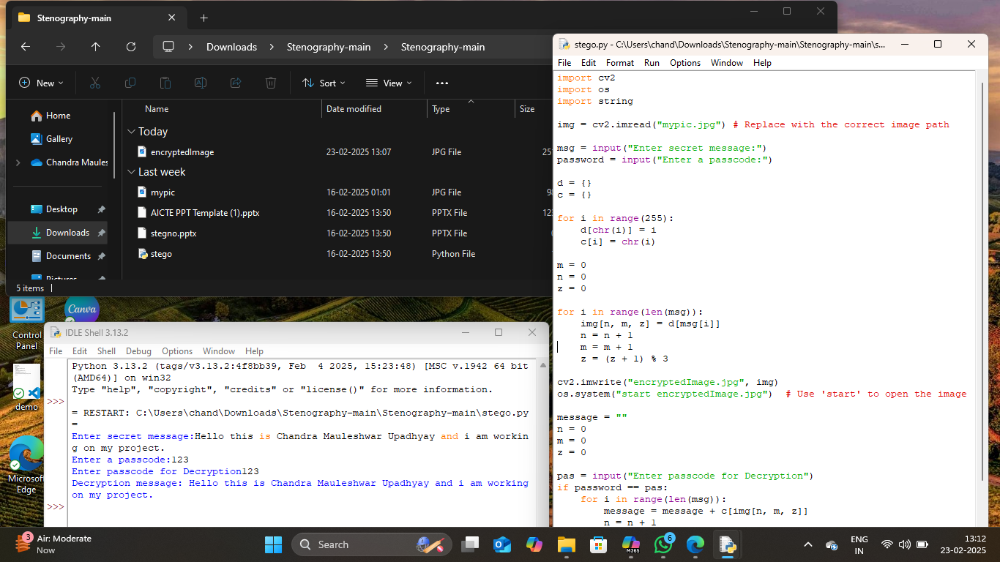 Stenography-main
Downloads
Stenography-main
Stenography-main
New
Sort
View
Home
Gallery
Chandra Maules
Desktop
Downloads
Documents
Name
Date modified
Type
Size
Today
encryptedImage
23-02-2025 13:07
JPG File
25
Last week
mypic
16-02-2025 01:01
JPG File
98
AICTE PPT Template (1).pptx
16-02-2025 13:50
PPTX File
12
stegno.pptx
16-02-2025 13:50
PPTX File
stego
16-02-2025 13:50
Python File
5 items
Canva
Control
Panel
demo
Microsoft
Edge
IDLE Shell 3.13.2
File Edit Shell Debug Options Window Help
Python 3.13.2 (tags/v3.13.2:4f8bb39, Feb  4 2025, 15:23:48) [MSC v.1942 64 bit
(AMD64)] on win32
Type "help", "copyright", "credits" or "license()" for more information.
>>>
= RESTART: C:\Users\chand\Downloads\Stenography-main\Stenography-main\stego.py
=
Enter secret message:Hello this is Chandra Mauleshwar Upadhyay and i am workin
g on my project.
Enter a passcode:123
Enter passcode for Decryption123
Decryption message: Hello this is Chandra Mauleshwar Upadhyay and i am working
on my project.
>>>
stego.py - C:\Users\chand\Downloads\Stenography-main\Stenography-main\s...
File Edit Format Run Options Window Help
import cv2
import os
import string
img = cv2.imread("mypic.jpg") # Replace with the correct image path
msg = input("Enter secret message:")
password = input("Enter a passcode:")
d = {}
c = {}
for i in range(255):
    d[chr(i)] = i
    c[i] = chr(i)
m = 0
n = 0
z = 0
for i in range(len(msg)):
    img[n, m, z] = d[msg[i]]
    n = n + 1
    m = m + 1
    z = (z + 1) % 3
cv2.imwrite("encryptedImage.jpg", img)
os.system("start encryptedImage.jpg")  # Use 'start' to open the image
message = ""
n = 0
m = 0
z = 0
pas = input("Enter passcode for Decryption")
if password == pas:
    for i in range(len(msg)):
        message = message + c[img[n, m, z]]
        n = n + 1
3
Air: Moderate
Now
Search
M365
6
ENG
IN
13:12
23-02-2025